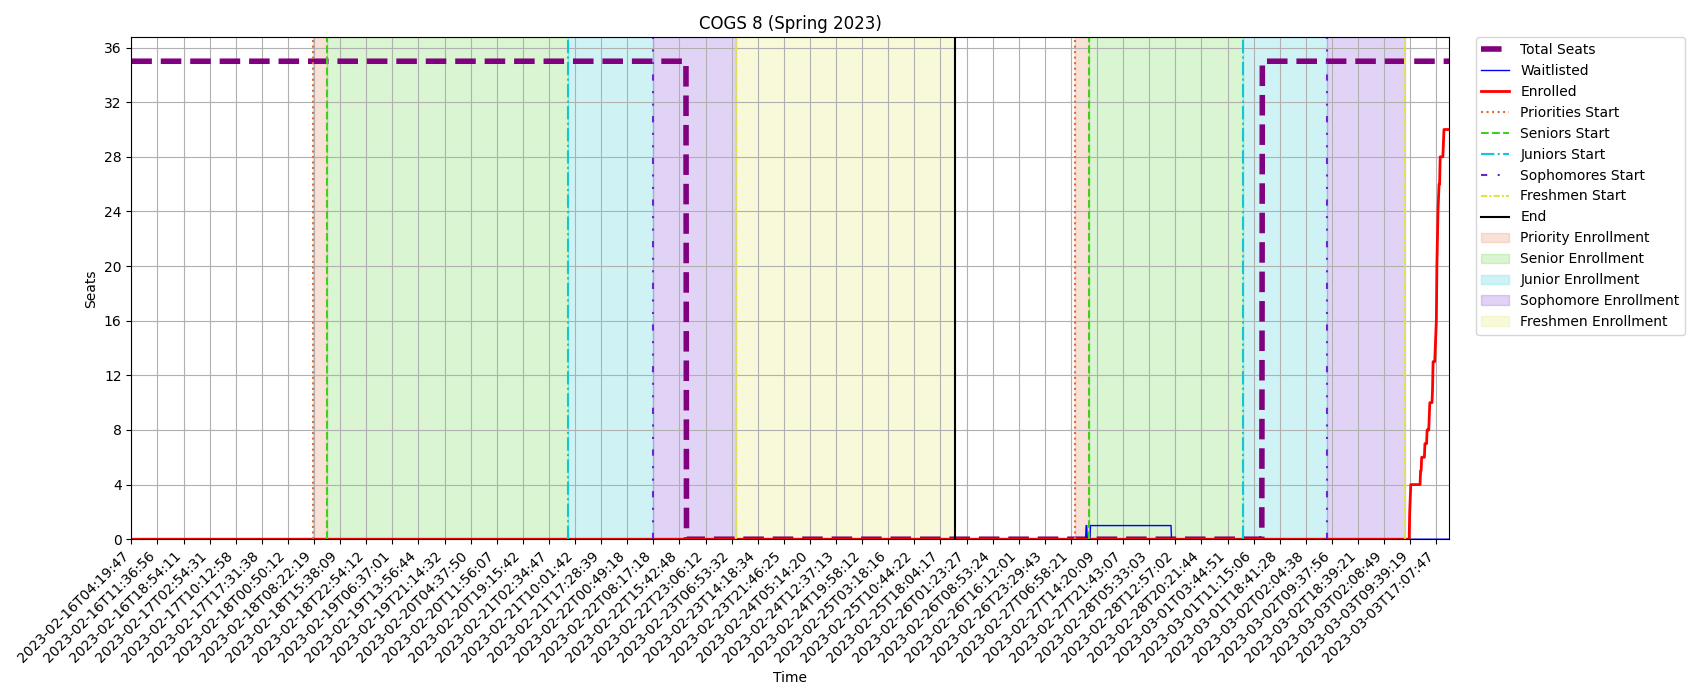 COGS 8 (Spring 2023)
36
32
28
24
20
16
12
8
4
0
Seats
2023-02-16T04:19:47
2023-02-16T11:36:56
2023-02-16T18:54:11
2023-02-17T02:54:31
2023-02-17T10:12:58
2023-02-17T17:31:38
2023-02-18T00:50:12
2023-02-18T08:22:19
2023-02-18T15:38:09
2023-02-18T22:54:12
2023-02-19T06:37:01
2023-02-19T13:56:44
2023-02-19T21:14:32
2023-02-20T04:37:50
2023-02-20T11:56:07
2023-02-20T19:15:42
2023-02-21T02:34:47
2023-02-21T10:01:42
2023-02-21T17:28:39
2023-02-22T00:49:18
2023-02-22T08:17:18
2023-02-22T15:42:48
2023-02-22T23:06:12
2023-02-23T06:53:32
2023-02-23T14:18:34
2023-02-23T21:46:25
2023-02-24T05:14:20
2023-02-24T12:37:13
2023-02-24T19:58:12
2023-02-25T03:18:16
2023-02-25T10:44:22
2023-02-25T18:04:17
2023-02-26T01:23:27
2023-02-26T08:53:24
2023-02-26T16:12:01
2023-02-26T23:29:43
2023-02-27T06:58:21
2023-02-27T14:20:09
2023-02-27T21:43:07
2023-02-28T05:33:03
2023-02-28T12:57:02
2023-02-28T20:21:44
2023-03-01T03:44:51
2023-03-01T11:15:06
2023-03-01T18:41:28
2023-03-02T02:04:38
2023-03-02T09:37:56
2023-03-02T18:39:21
2023-03-03T02:08:49
2023-03-03T09:39:19
2023-03-03T17:07:47
Time
Total Seats
Waitlisted
Enrolled
Priorities Start
Seniors Start
Juniors Start
Sophomores Start
Freshmen Start
End
Priority Enrollment
Senior Enrollment
Junior Enrollment
Sophomore Enrollment
Freshmen Enrollment